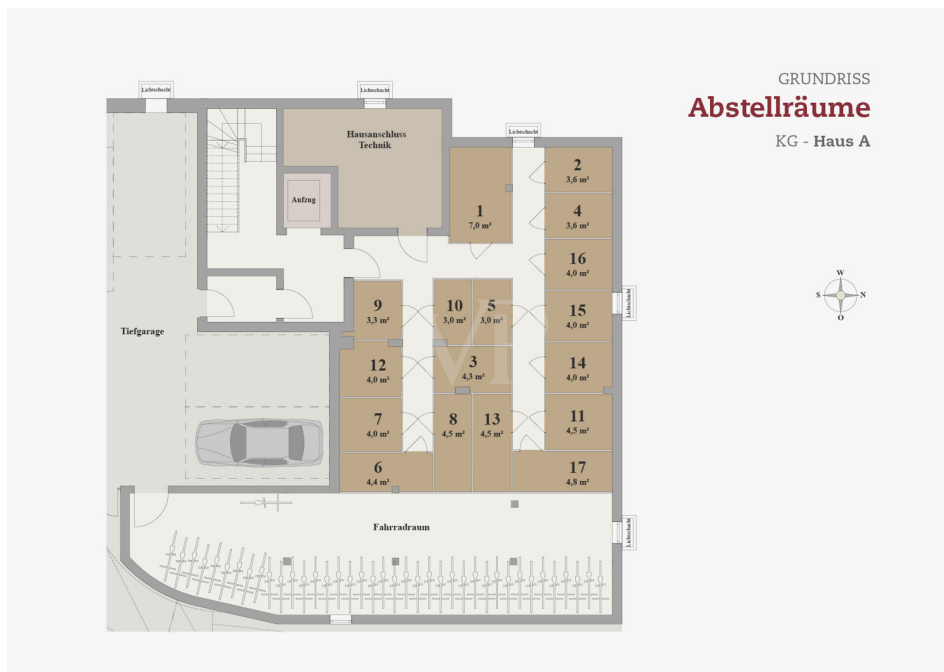 GRUNDRISS
Abstellräume
KG - Haus A
Lichtschacht
Lichtschacht
Lichtschacht
Hausanschluss
Technik
Aufzug
1
7,0 m²
2
3,6 m²
4
3,6 m²
16
4,0 m²
15
4,0 m²
14
4,0 m²
11
4,5 m²
17
4,8 m²
9
3,3 m²
10
3,0 m²
5
3,0 m²
3
4,3 m²
12
4,0 m²
7
4,0 m²
8
4,5 m²
13
4,5 m²
6
4,4 m²
Tiefgarage
Fahrradraum
Lichtschacht
Lichtschacht
W
S
N
O